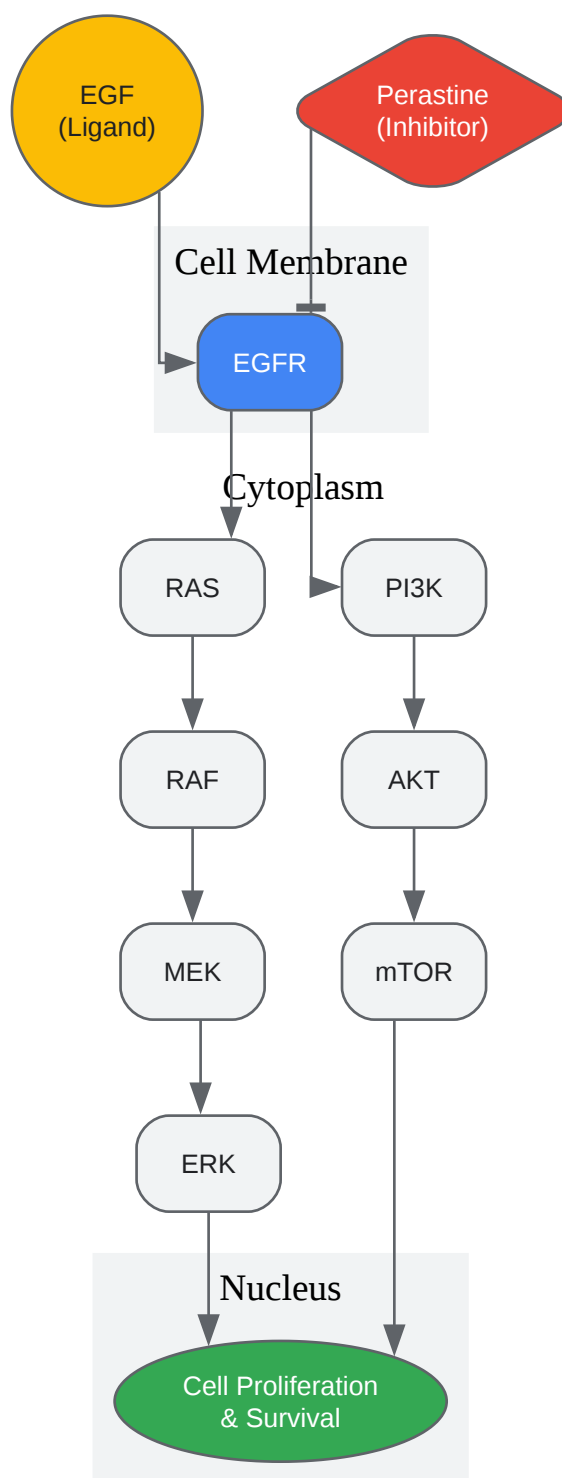 EGF
(Ligand)
Perastine
(Inhibitor)
Cell Membrane
EGFR
Cytoplasm
RAS
PI3K
RAF
AKT
MEK
mTOR
ERK
Nucleus
Cell Proliferation
& Survival